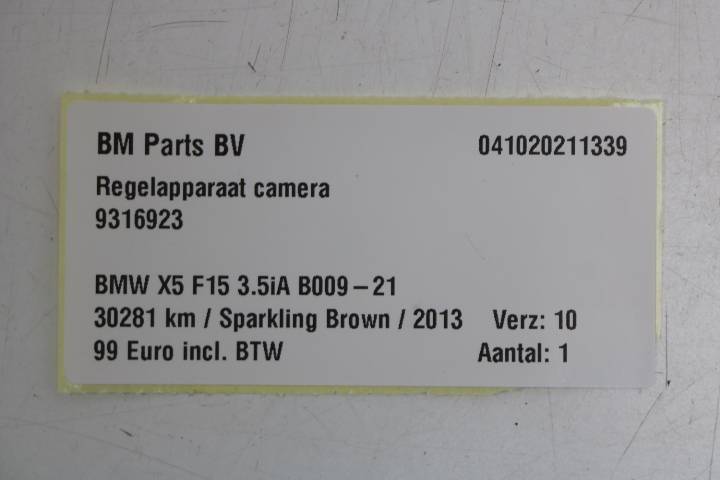 BM Parts BV 041020211339
Regelapparaat camera
9316923
BMW X5 F15 3.5iA B009-21
30281 km / Sparkling Brown / 2013 Verz: 10
99 Euro incl. BTW Aantal: 1